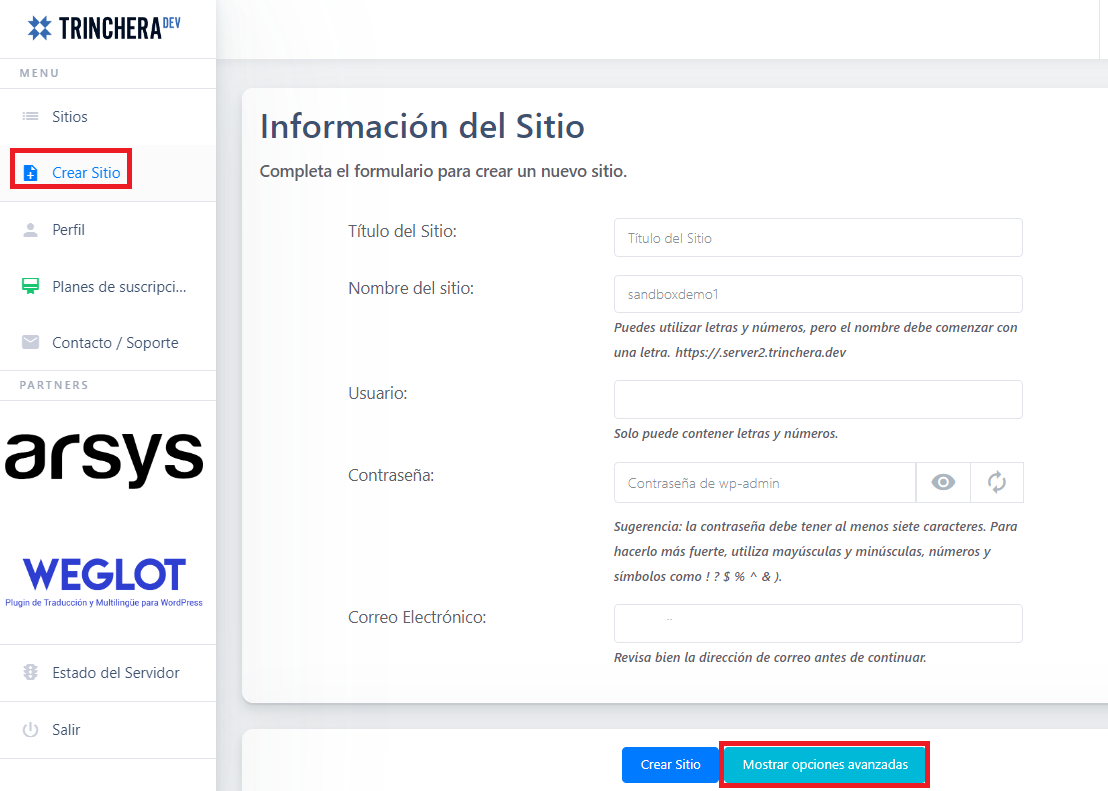 TRINCHERA DEV
MENU
Sitios
Crear Sitio
Perfil
Planes de suscripci...
Contacto / Soporte
PARTNERS
arsys
WEGLOT
Plugin de Traducción y Multilingüe para WordPress
Estado del Servidor
Salir
Información del Sitio
Completa el formulario para crear un nuevo sitio.
Título del Sitio:
Título del Sitio
Nombre del sitio:
sandboxdemo1
Puedes utilizar letras y números, pero el nombre debe comenzar con
una letra. https://.server2.trinchera.dev
Usuario:
Solo puede contener letras y números.
Contraseña:
Contraseña de wp-admin
Sugerencia: la contraseña debe tener al menos siete caracteres. Para
hacerlo más fuerte, utiliza mayúsculas y minúsculas, números y
símbolos como ! ? $ % ^ & ).
Correo Electrónico:
Revisa bien la dirección de correo antes de continuar.
Crear Sitio
Mostrar opciones avanzadas